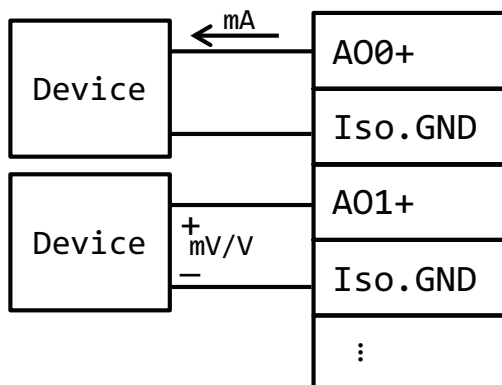 mA
Device
AO0+
Iso.GND
Device
+
mV/V
–
AO1+
Iso.GND
⋮